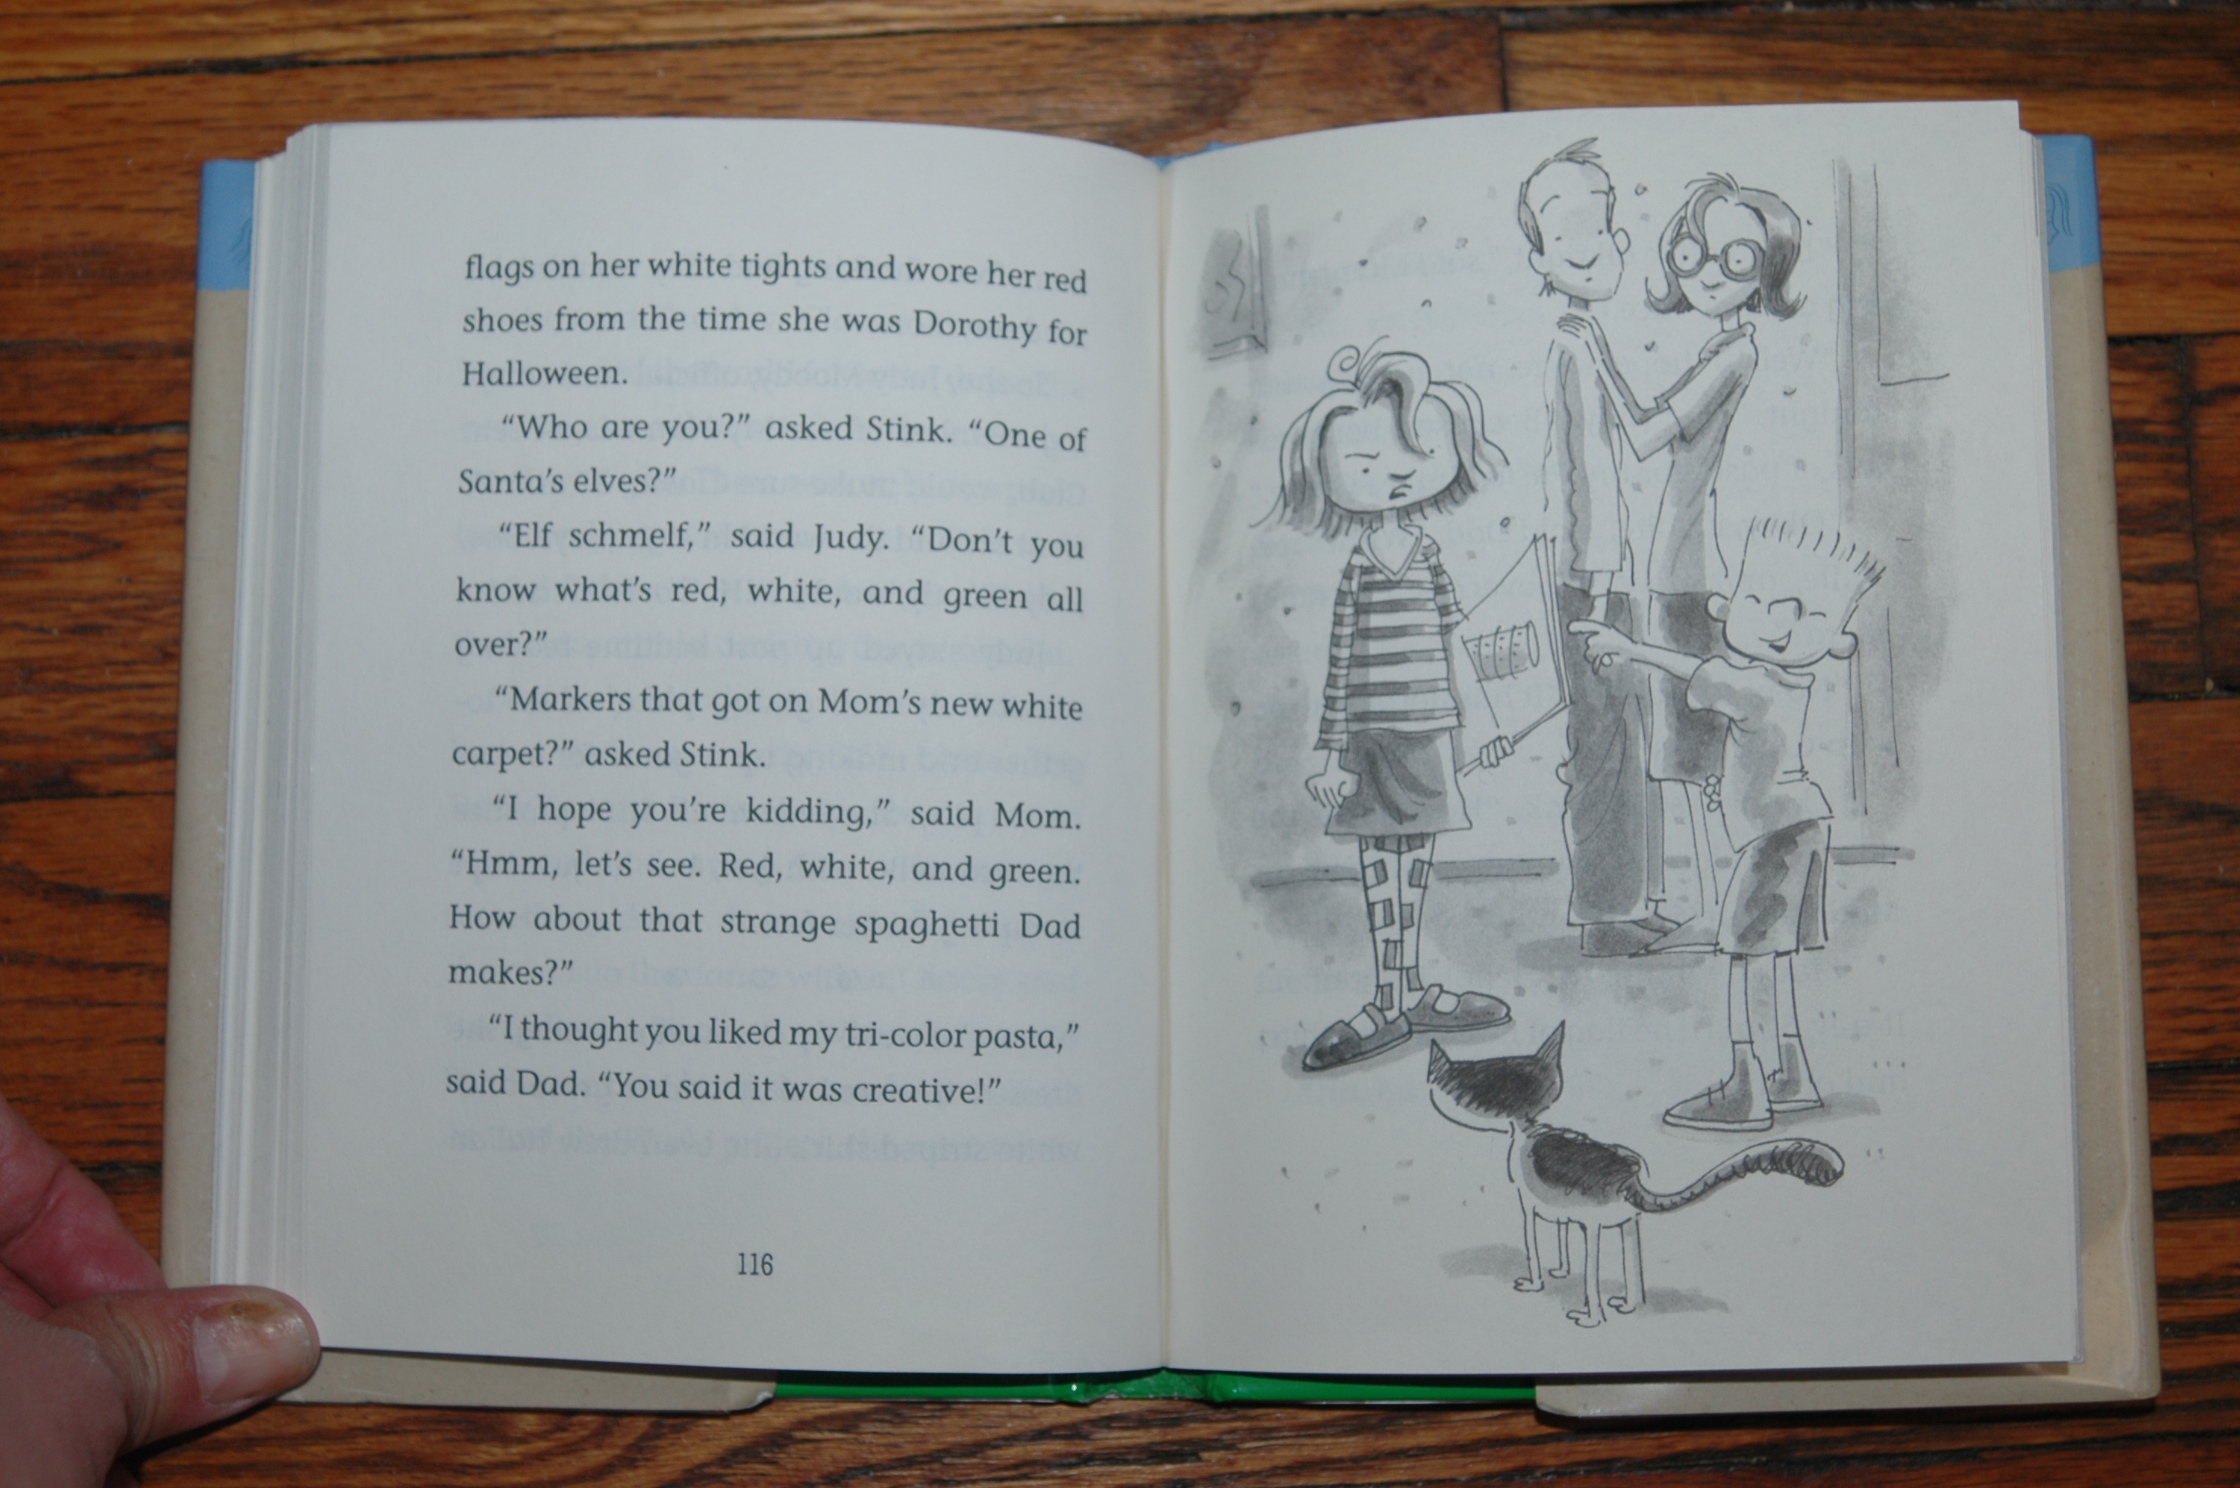 flags on her white tights and wore her red
shoes from the time she was Dorothy for
Halloween.
“Who are you?” asked Stink. “One of
Santa’s elves?”
“Elf schmelf,” said Judy. “Don’t you
know what’s red, white, and green all
over?”
“Markers that got on Mom’s new white
carpet?” asked Stink.
“I hope you’re kidding,” said Mom.
“Hmm, let’s see. Red, white, and green.
How about that strange spaghetti Dad
makes?”
“I thought you liked my tri-color pasta,”
said Dad. “You said it was creative!”
116